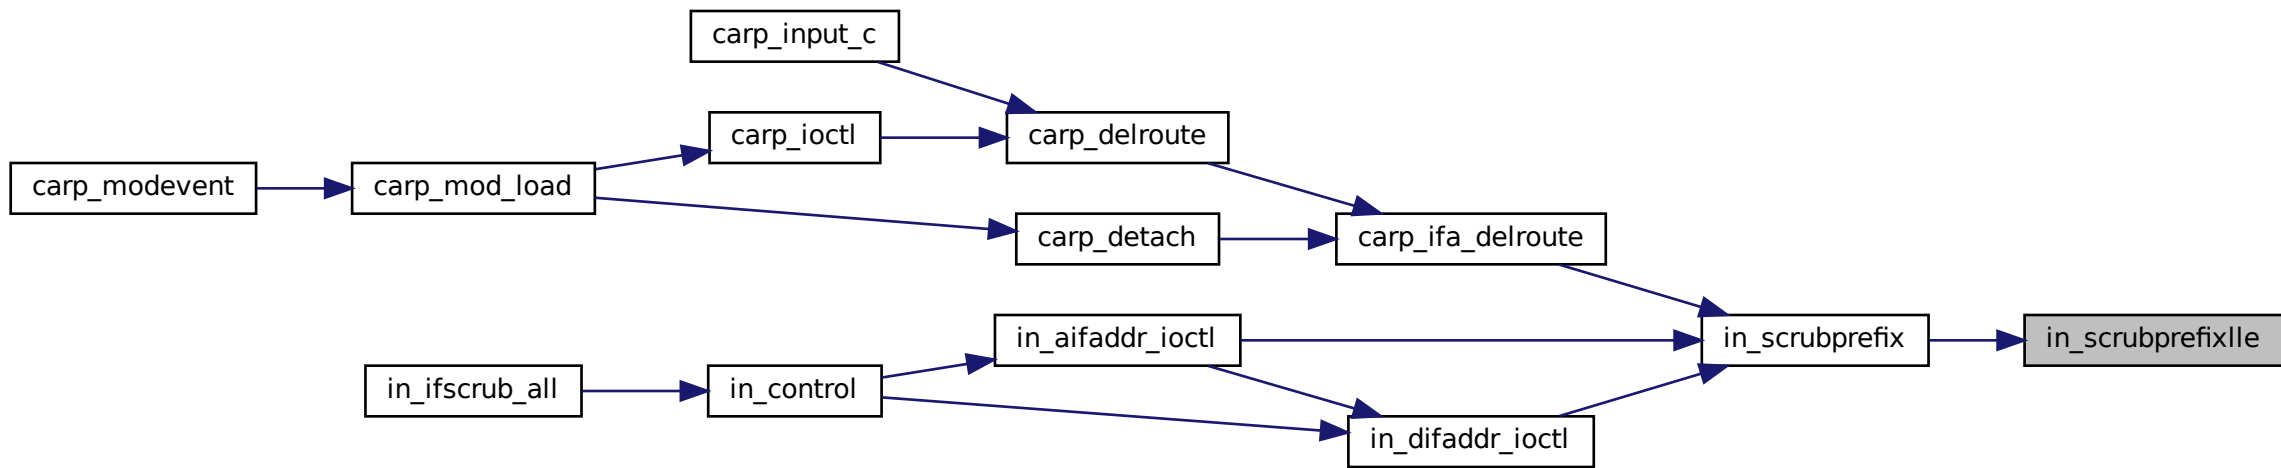 carp_input_c
carp_ioctl
carp_delroute
carp_modevent
carp_mod_load
carp_detach
carp_ifa_delroute
in_aifaddr_ioctl
in_scrubprefix
in_scrubprefixlle
in_ifscrub_all
in_control
in_difaddr_ioctl